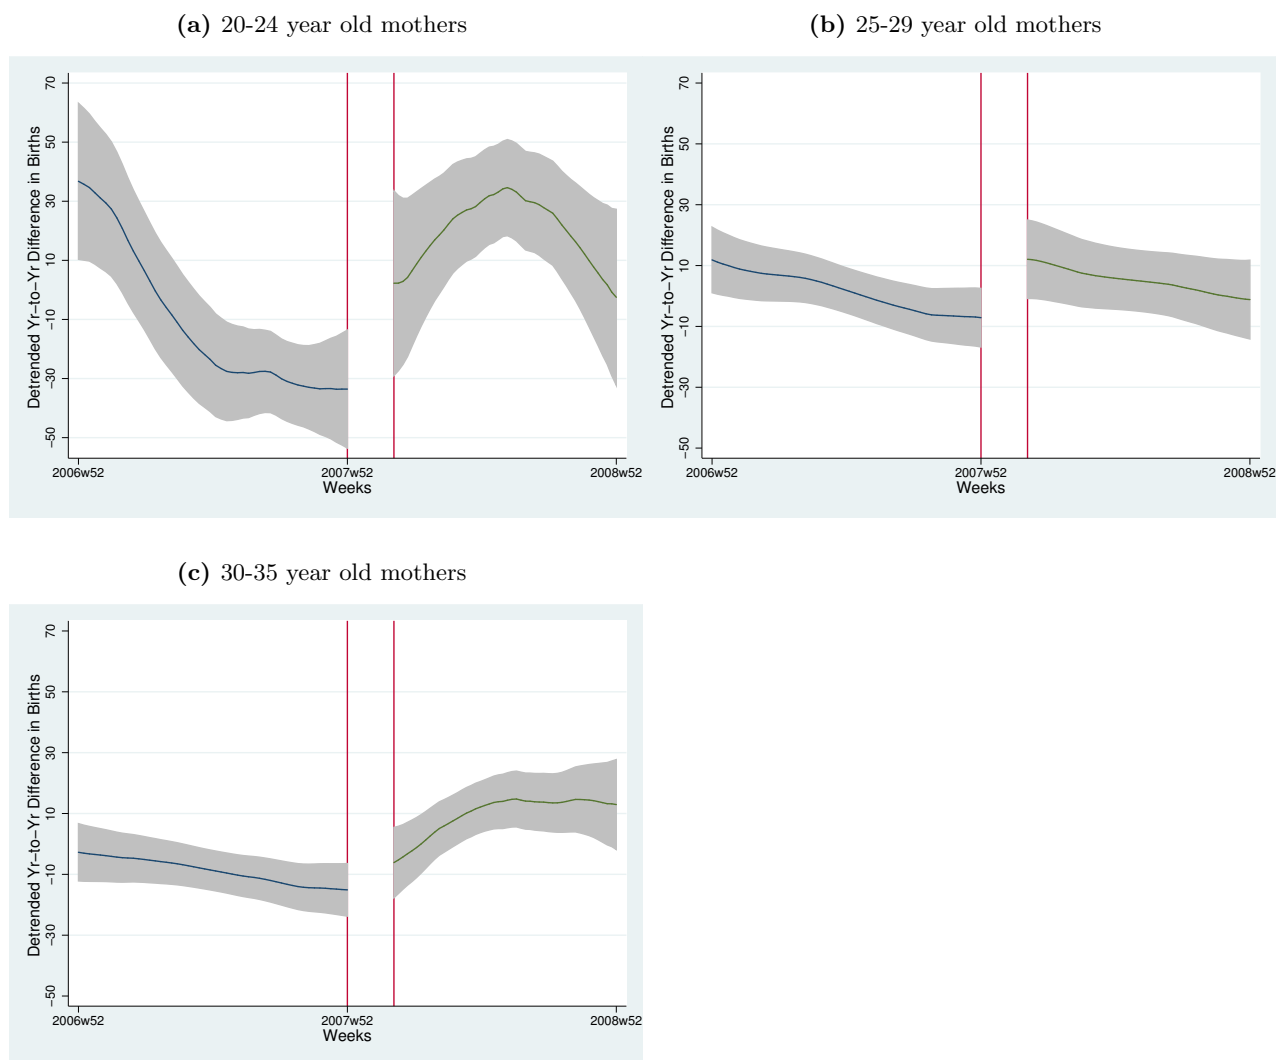 (a) 20-24 year old mothers
Detrended Yr−to−Yr Difference in Births
70
50
30
10
−10
−30
−50
2006w52 2007w52 2008w52
Weeks
(b) 25-29 year old mothers
Detrended Yr−to−Yr Difference in Births
70
50
30
10
−10
−30
−50
2006w52 2007w52 2008w52
Weeks
(c) 30-35 year old mothers
Detrended Yr−to−Yr Difference in Births
70
50
30
10
−10
−30
−50
2006w52 2007w52 2008w52
Weeks